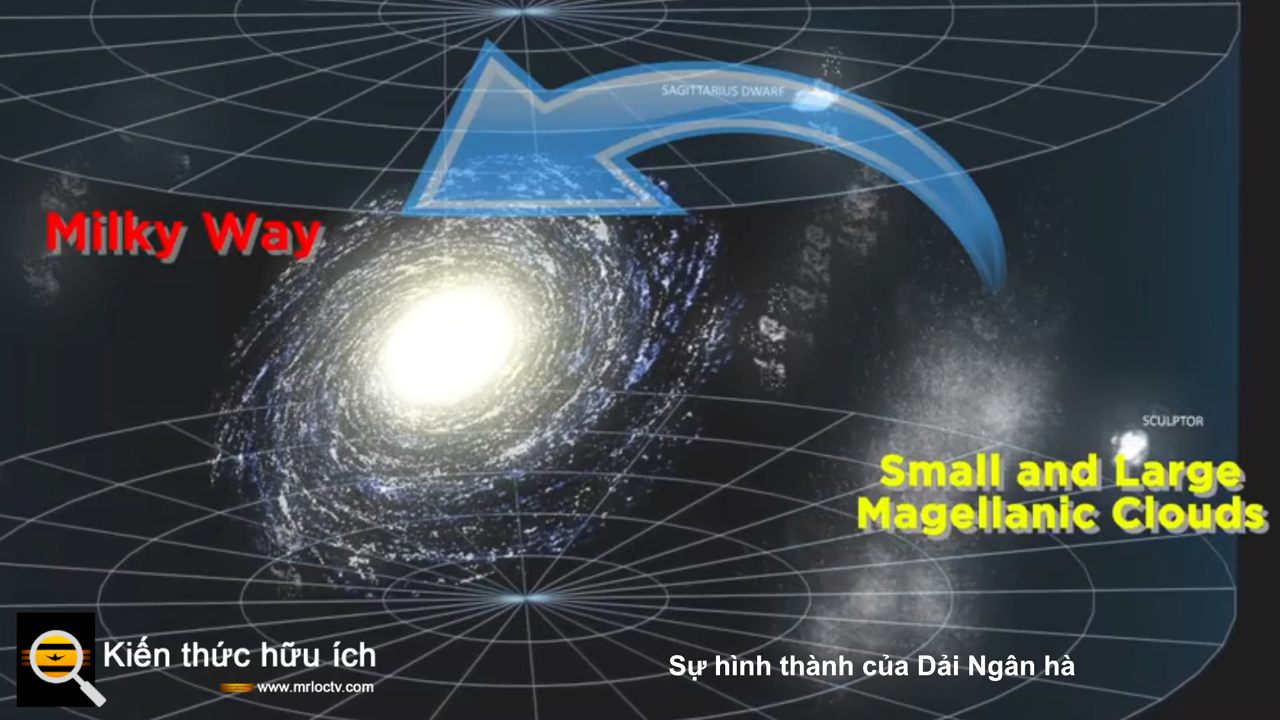 SAGITTARIUS DWARF
Milky Way
SCULPTOR
Small and Large
Magellanic Clouds
Kiến thức hữu ích
www.mrloctv.com
Sự hình thành của Dải Ngân hà